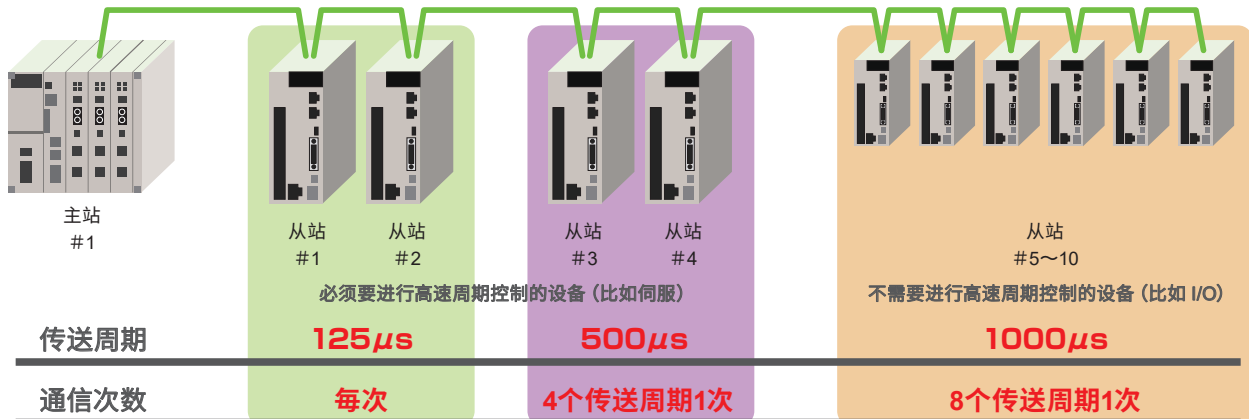 主站
#1
从站
#1
从站
#2
从站
#3
从站
#4
从站
#5～10
必须要进行高速周期控制的设备（比如伺服）
不需要进行高速周期控制的设备（比如 I/O）
传送周期 125μs 500μs 1000μs
通信次数 每次 4个传送周期1次 8个传送周期1次